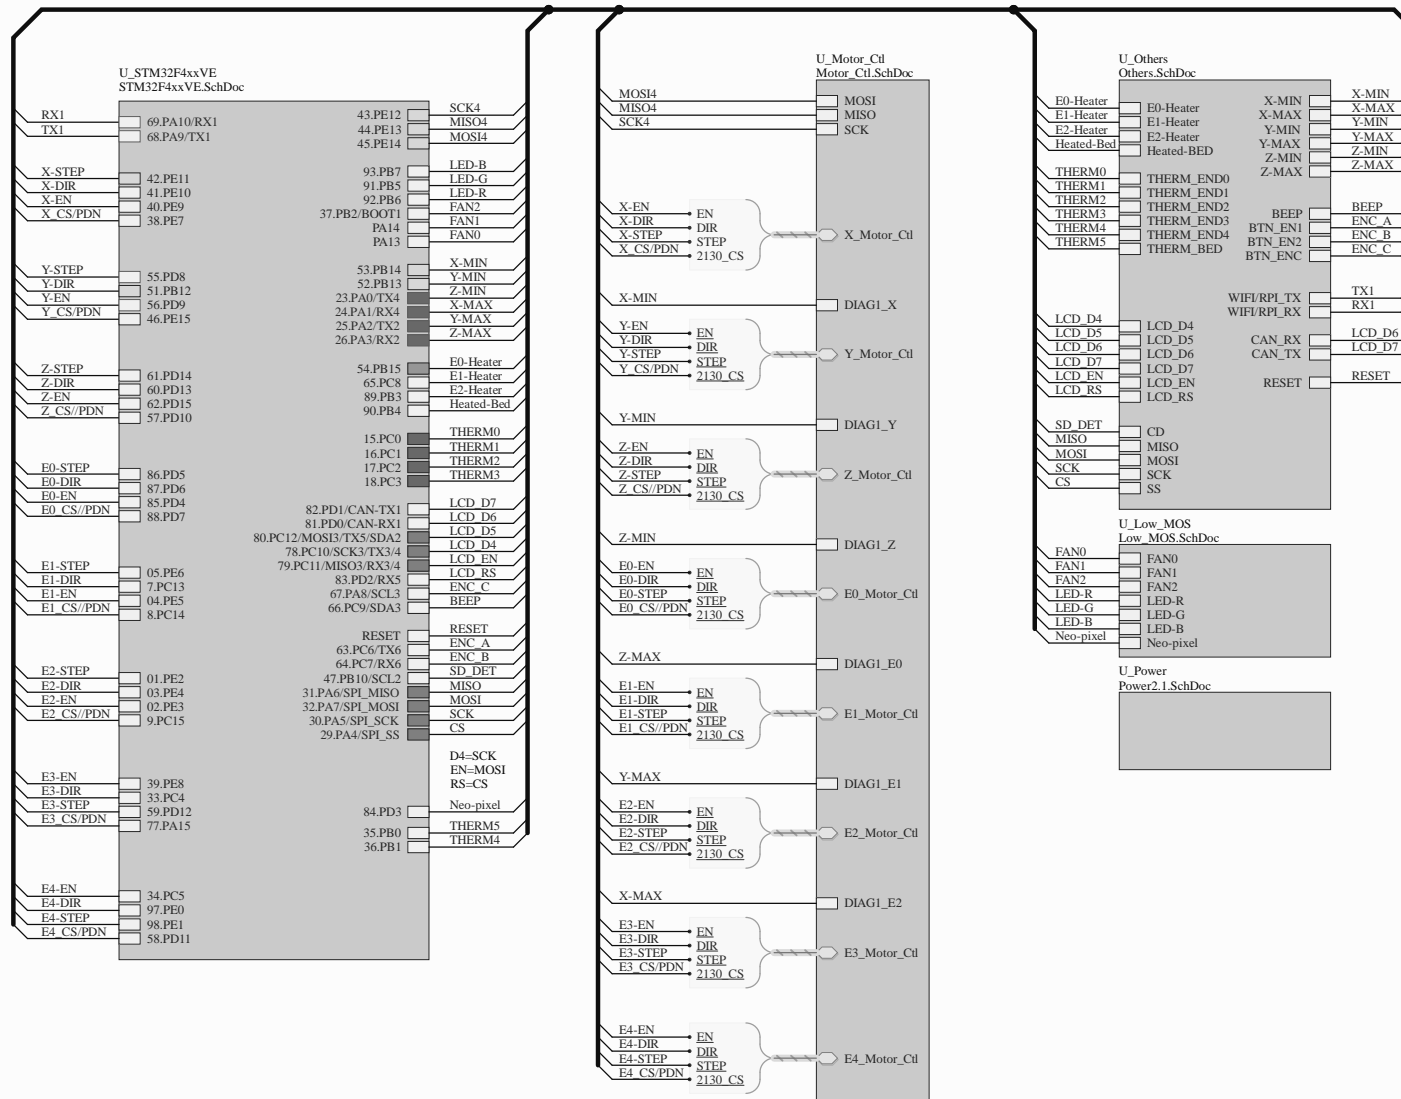 U_STM32F4xxVE
STM32F4xxVE.SchDoc
RX1
TX1
69.PA10/RX1
68.PA9/TX1
X-STEP
X-DIR
X-EN
X_CS/PDN
42.PE11
41.PE10
40.PE9
38.PE7
Y-STEP
Y-DIR
Y-EN
Y_CS/PDN
55.PD8
51.PB12
56.PD9
46.PE15
Z-STEP
Z-DIR
Z-EN
Z_CS//PDN
61.PD14
60.PD13
62.PD15
57.PD10
E0-STEP
E0-DIR
E0-EN
E0_CS//PDN
86.PD5
87.PD6
85.PD4
88.PD7
E1-STEP
E1-DIR
E1-EN
E1_CS//PDN
05.PE6
7.PC13
04.PE5
8.PC14
E2-STEP
E2-DIR
E2-EN
E2_CS//PDN
01.PE2
03.PE4
02.PE3
9.PC15
E3-EN
E3-DIR
E3-STEP
E3_CS/PDN
39.PE8
33.PC4
59.PD12
77.PA15
E4-EN
E4-DIR
E4-STEP
E4_CS/PDN
34.PC5
97.PE0
98.PE1
58.PD11
43.PE12
44.PE13
45.PE14
SCK4
MISO4
MOSI4
93.PB7
91.PB5
92.PB6
37.PB2/BOOT1
PA14
PA13
LED-B
LED-G
LED-R
FAN2
FAN1
FAN0
53.PB14
52.PB13
23.PA0/TX4
24.PA1/RX4
25.PA2/TX2
26.PA3/RX2
X-MIN
Y-MIN
Z-MIN
X-MAX
Y-MAX
Z-MAX
54.PB15
65.PC8
89.PB3
90.PB4
E0-Heater
E1-Heater
E2-Heater
Heated-Bed
15.PC0
16.PC1
17.PC2
18.PC3
THERM0
THERM1
THERM2
THERM3
82.PD1/CAN-TX1
81.PD0/CAN-RX1
80.PC12/MOSI3/TX5/SDA2
78.PC10/SCK3/TX3/4
79.PC11/MISO3/RX3/4
83.PD2/RX5
67.PA8/SCL3
66.PC9/SDA3
LCD_D7
LCD_D6
LCD_D5
LCD_D4
LCD_EN
LCD_RS
ENC_C
BEEP
RESET
63.PC6/TX6
64.PC7/RX6
47.PB10/SCL2
31.PA6/SPI_MISO
32.PA7/SPI_MOSI
30.PA5/SPI_SCK
29.PA4/SPI_SS
RESET
ENC_A
ENC_B
SD_DET
MISO
MOSI
SCK
CS
D4=SCK
EN=MOSI
RS=CS
84.PD3
35.PB0
36.PB1
Neo-pixel
THERM5
THERM4
U_Motor_Ctl
Motor_Ctl.SchDoc
MOSI4
MISO4
SCK4
MOSI
MISO
SCK
X-EN
X-DIR
X-STEP
X_CS/PDN
EN
DIR
STEP
2130_CS
X_Motor_Ctl
X-MIN
DIAG1_X
Y-EN
Y-DIR
Y-STEP
Y_CS/PDN
EN
DIR
STEP
2130_CS
Y_Motor_Ctl
Y-MIN
DIAG1_Y
Z-EN
Z-DIR
Z-STEP
Z_CS//PDN
EN
DIR
STEP
2130_CS
Z_Motor_Ctl
Z-MIN
DIAG1_Z
E0-EN
E0-DIR
E0-STEP
E0_CS//PDN
EN
DIR
STEP
2130_CS
E0_Motor_Ctl
Z-MAX
DIAG1_E0
E1-EN
E1-DIR
E1-STEP
E1_CS//PDN
EN
DIR
STEP
2130_CS
E1_Motor_Ctl
Y-MAX
DIAG1_E1
E2-EN
E2-DIR
E2-STEP
E2_CS//PDN
EN
DIR
STEP
2130_CS
E2_Motor_Ctl
X-MAX
DIAG1_E2
E3-EN
E3-DIR
E3-STEP
E3_CS/PDN
EN
DIR
STEP
2130_CS
E3_Motor_Ctl
E4-EN
E4-DIR
E4-STEP
E4_CS/PDN
EN
DIR
STEP
2130_CS
E4_Motor_Ctl
U_Others
Others.SchDoc
E0-Heater
E1-Heater
E2-Heater
Heated-Bed
E0-Heater
E1-Heater
E2-Heater
Heated-BED
THERM0
THERM1
THERM2
THERM3
THERM4
THERM5
THERM_END0
THERM_END1
THERM_END2
THERM_END3
THERM_END4
THERM_BED
LCD_D4
LCD_D5
LCD_D6
LCD_D7
LCD_EN
LCD_RS
LCD_D4
LCD_D5
LCD_D6
LCD_D7
LCD_EN
LCD_RS
SD_DET
MISO
MOSI
SCK
CS
CD
MISO
MOSI
SCK
SS
X-MIN
X-MAX
Y-MIN
Y-MAX
Z-MIN
Z-MAX
X-MIN
X-MAX
Y-MIN
Y-MAX
Z-MIN
Z-MAX
BEEP
BTN_EN1
BTN_EN2
BTN_ENC
BEEP
ENC_A
ENC_B
ENC_C
WIFI/RPI_TX
WIFI/RPI_RX
TX1
RX1
CAN_RX
CAN_TX
LCD_D6
LCD_D7
RESET
RESET
U_Low_MOS
Low_MOS.SchDoc
FAN0
FAN1
FAN2
LED-R
LED-G
LED-B
Neo-pixel
FAN0
FAN1
FAN2
LED-R
LED-G
LED-B
Neo-pixel
U_Power
Power2.1.SchDoc